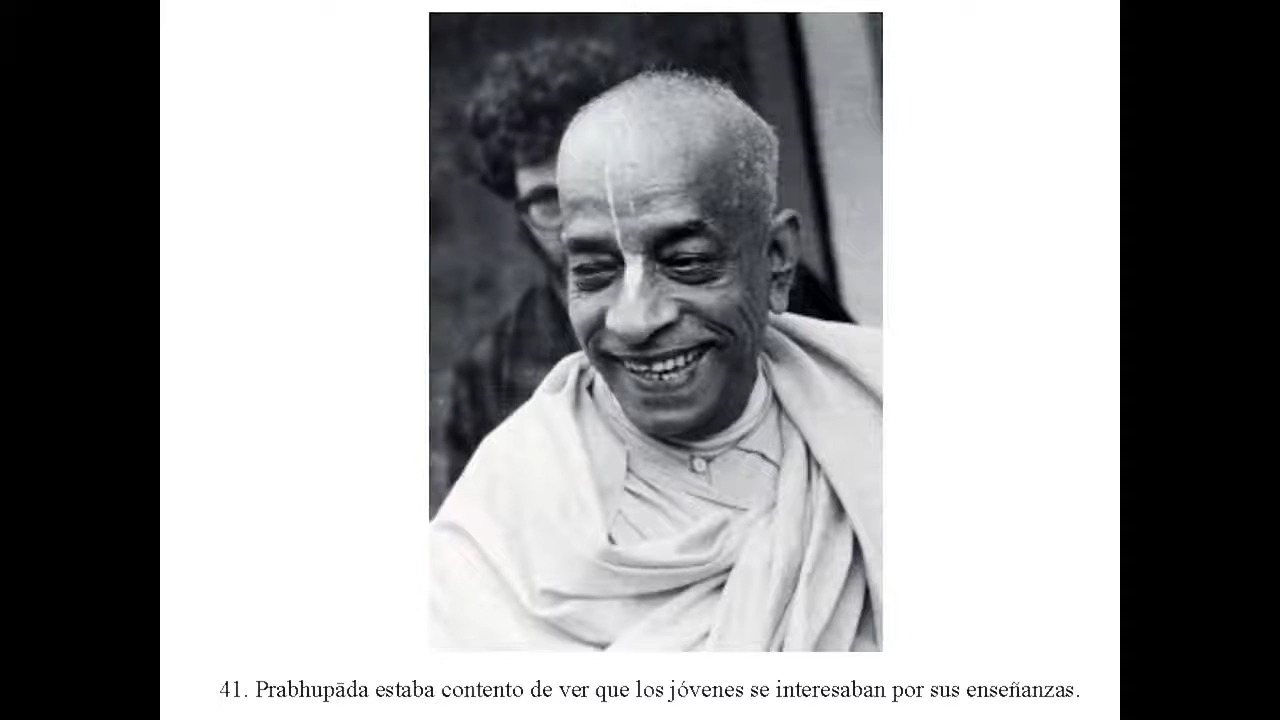 41. Prabhupāda estaba contento de ver que los jóvenes se interesaban por sus enseñanzas.